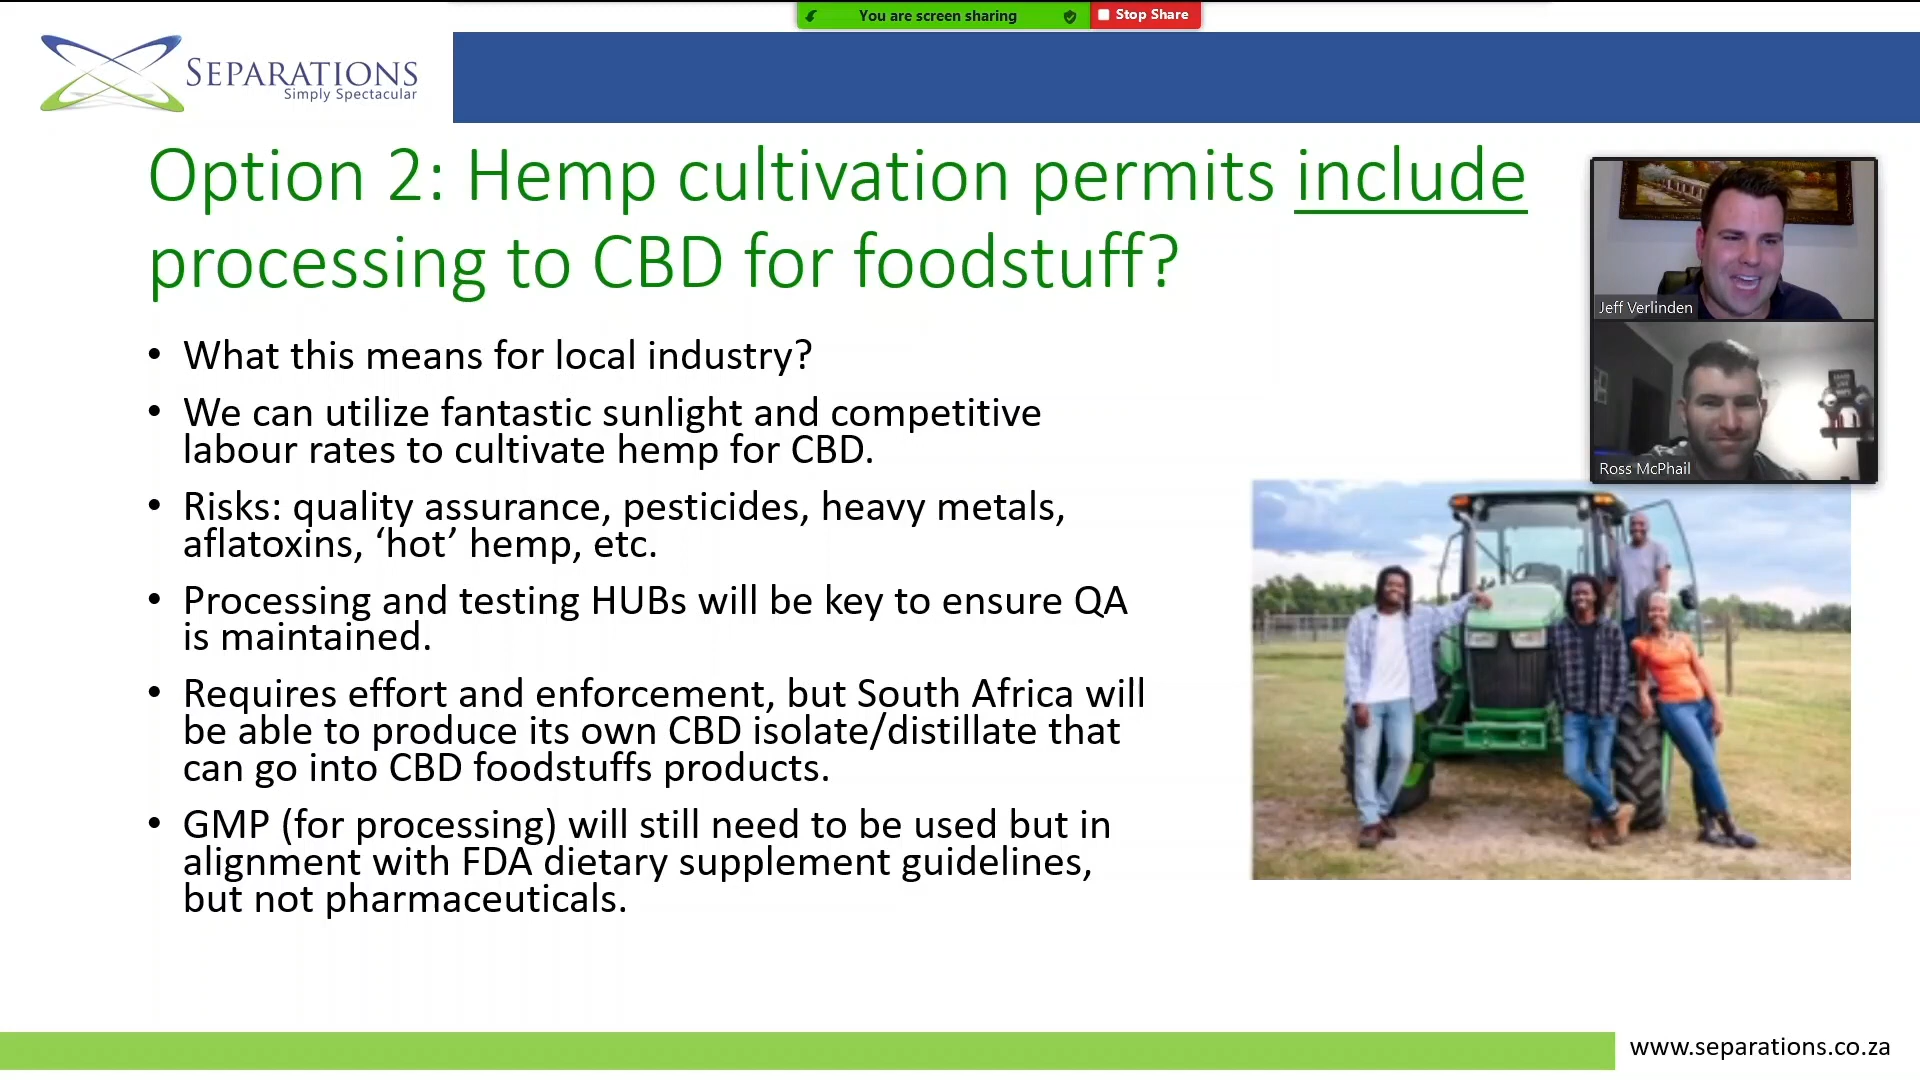 You are screen sharing
Stop Share
SEPARATIONS
Simply Spectacular
Option 2: Hemp cultivation permits include
processing to CBD for foodstuff?
• What this means for local industry?
• We can utilize fantastic sunlight and competitive
labour rates to cultivate hemp for CBD.
• Risks: quality assurance, pesticides, heavy metals,
aflatoxins, ‘hot’ hemp, etc.
• Processing and testing HUBs will be key to ensure QA
is maintained.
• Requires effort and enforcement, but South Africa will
be able to produce its own CBD isolate/distillate that
can go into CBD foodstuffs products.
• GMP (for processing) will still need to be used but in
alignment with FDA dietary supplement guidelines,
but not pharmaceuticals.
Jeff Verlinden
Ross McPhail
www.separations.co.za